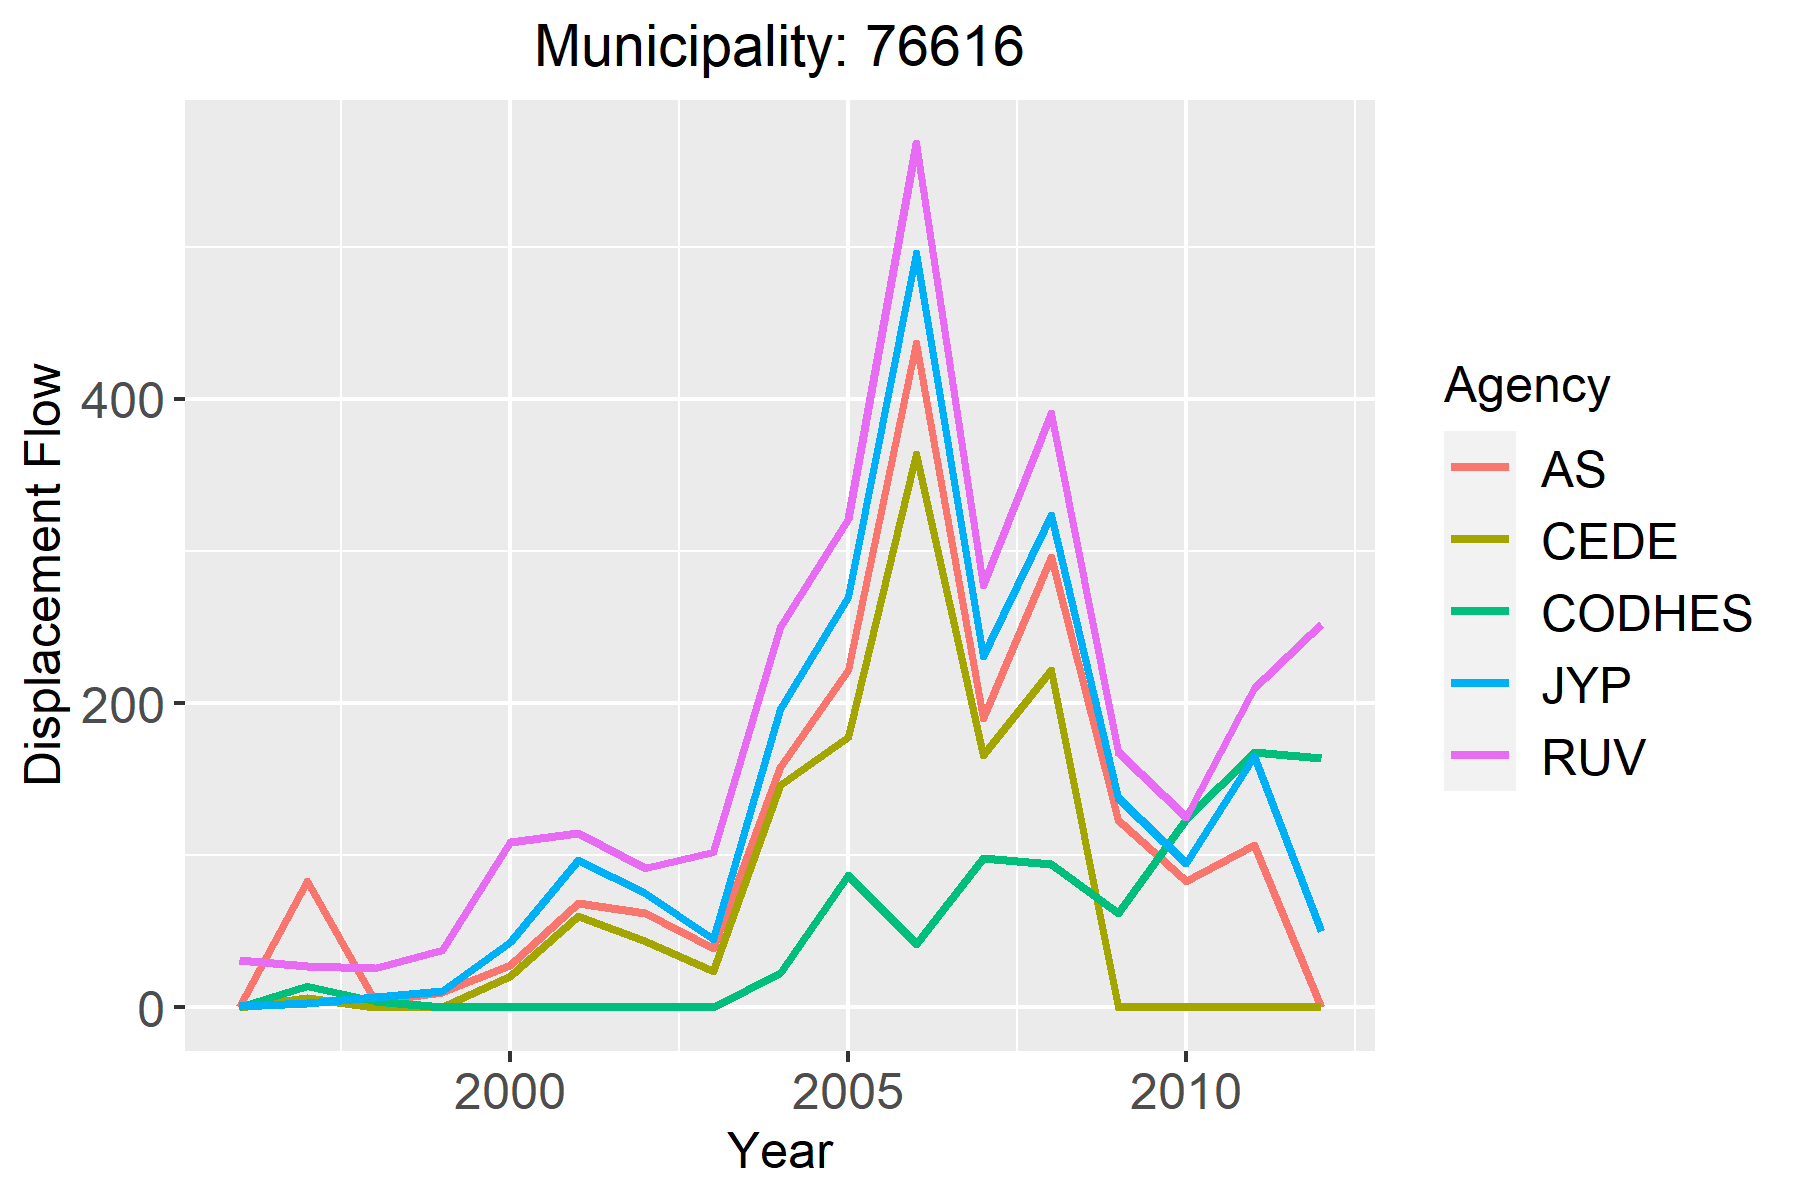 Municipality: 76616
Displacement Flow
400
200
0
2000 2005 2010
Year
Agency
AS
CEDE
CODHES
JYP
RUV